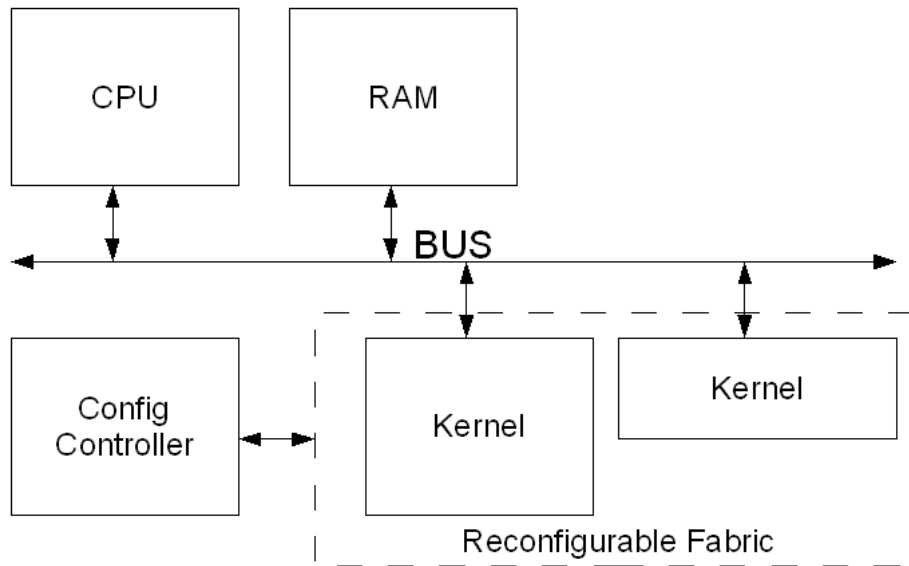 CPU
RAM
BUS
Config
Controller
Kernel
Kernel
Reconfigurable Fabric